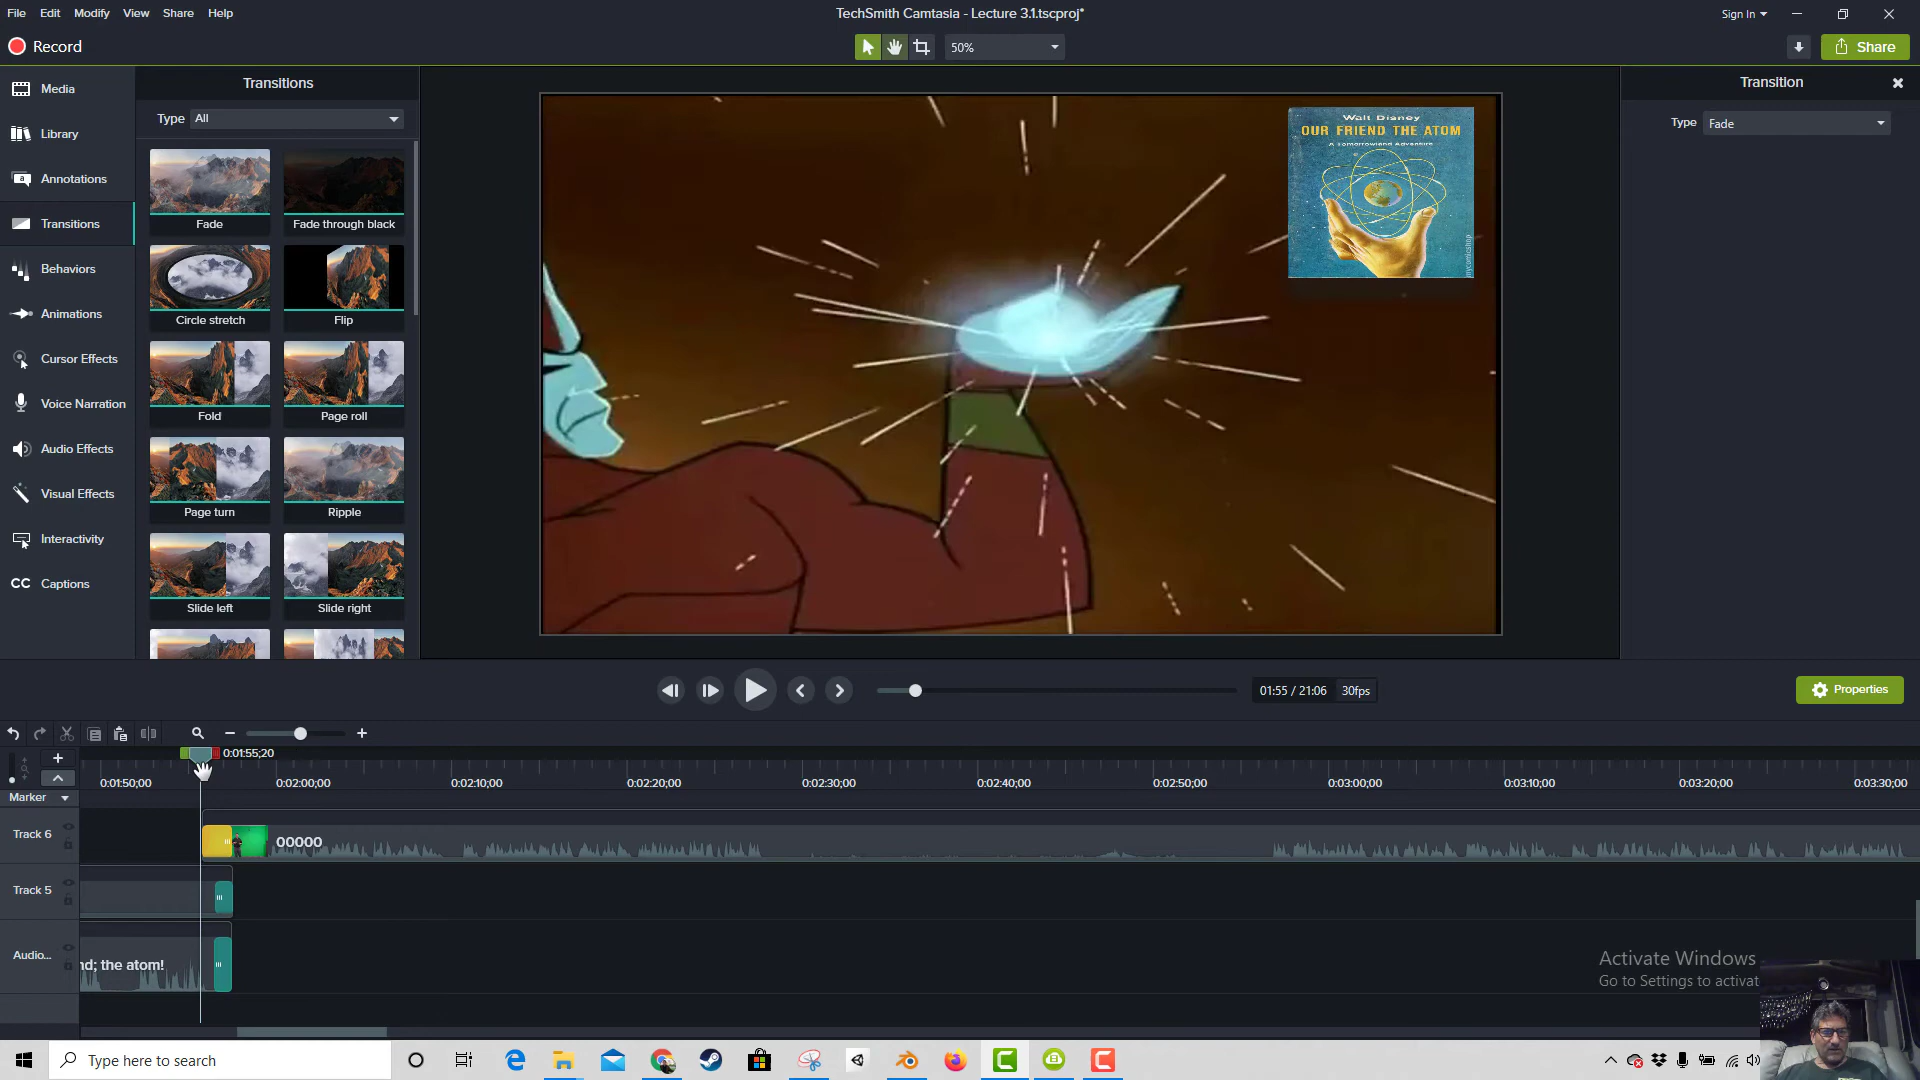 File Edit Modify View Share Help
TechSmith Camtasia - Lecture 3.1.tscproj*
Sign In
Record
50%
Share
Media
Library
Annotations
Transitions
Behaviors
Animations
Cursor Effects
Voice Narration
Audio Effects
Visual Effects
Interactivity
CC Captions
Transitions
Type All
Fade
Fade through black
Circle stretch
Flip
Fold
Page roll
Page turn
Ripple
Slide left
Slide right
Walt Disney
OUR FRIEND THE ATOM
A Tomorrowland Adventure
mycomicshop
Transition
Type Fade
01:55 / 21:06 30fps
Properties
0:01:55;20
0:01:50;00 0:02:00;00 0:02:10;00 0:02:20;00 0:02:30;00 0:02:40;00 0:02:50;00 0:03:00;00 0:03:10;00 0:03:20;00 0:03:30;00
Marker
Track 6
00000
Track 5
Audio...
nd; the atom!
Activate Windows
Go to Settings to activat
Type here to search